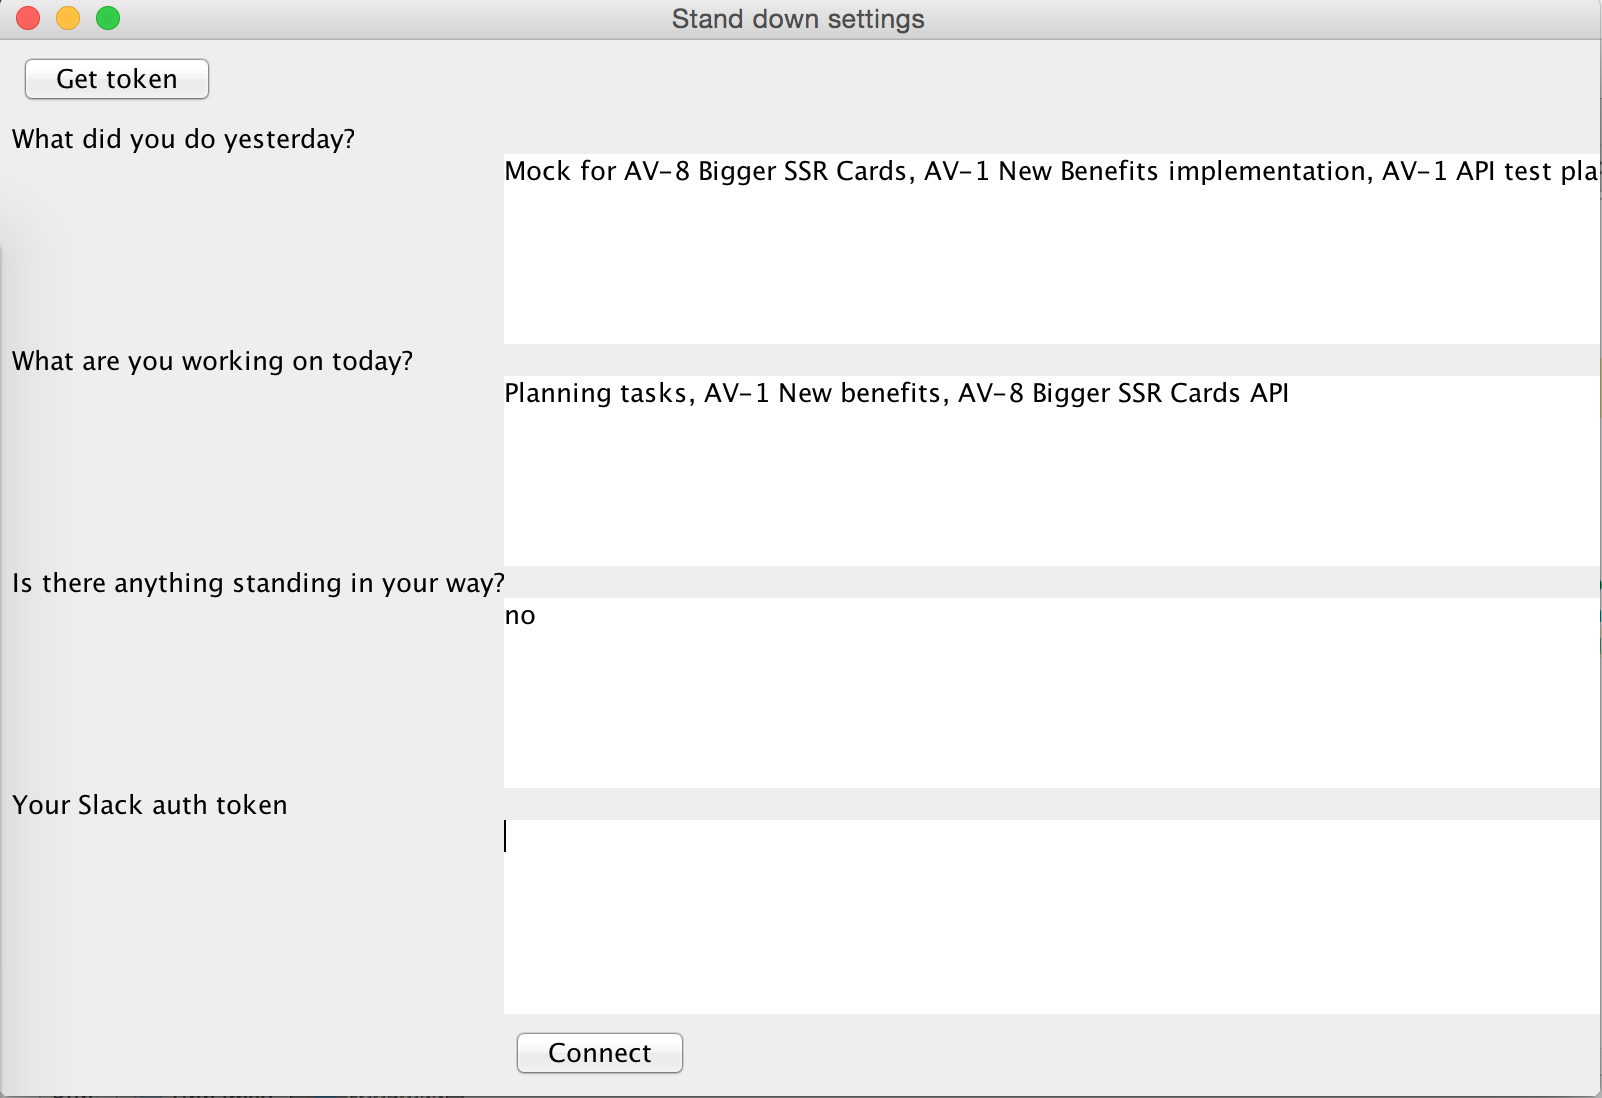 Stand down settings
Get token
What did you do yesterday?
Mock for AV-8 Bigger SSR Cards, AV-1 New Benefits implementation, AV-1 API test
What are you working on today?
Planning tasks, AV-1 New benefits, AV-8 Bigger SSR Cards API
Is there anything standing in your way?
no
Your Slack auth token
Connect